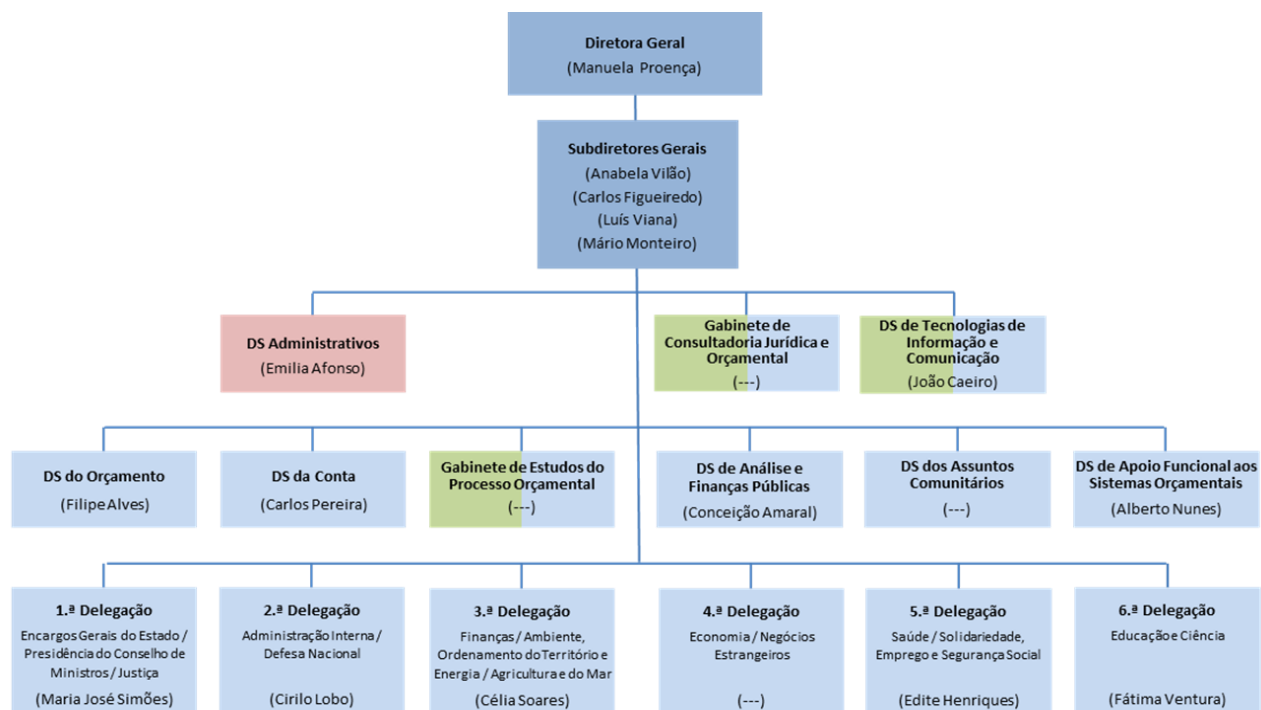 Diretora Geral
(Manuela Proença)
Subdiretores Gerais
(Anabela Vilão)
(Carlos Figueiredo)
(Luís Viana)
(Mário Monteiro)
DS Administrativos
(Emilia Afonso)
Gabinete de
Consultadoria Jurídica e
Orçamental
(---)
DS de Tecnologias de
Informação e
Comunicação
(João Caeiro)
DS do Orçamento
(Filipe Alves)
DS da Conta
(Carlos Pereira)
Gabinete de Estudos do
Processo Orçamental
(---)
DS de Análise e
Finanças Públicas
(Conceição Amaral)
DS dos Assuntos
Comunitários
(---)
DS de Apoio Funcional aos
Sistemas Orçamentais
(Alberto Nunes)
1.ª Delegação
Encargos Gerais do Estado /
Presidência do Conselho de
Ministros / Justiça
(Maria José Simões)
2.ª Delegação
Administração Interna /
Defesa Nacional
(Cirilo Lobo)
3.ª Delegação
Finanças / Ambiente,
Ordenamento do Território e
Energia / Agricultura e do Mar
(Célia Soares)
4.ª Delegação
Economia / Negócios
Estrangeiros
(---)
5.ª Delegação
Saúde / Solidariedade,
Emprego e Segurança Social
(Edite Henriques)
6.ª Delegação
Educação e Ciência
(Fátima Ventura)